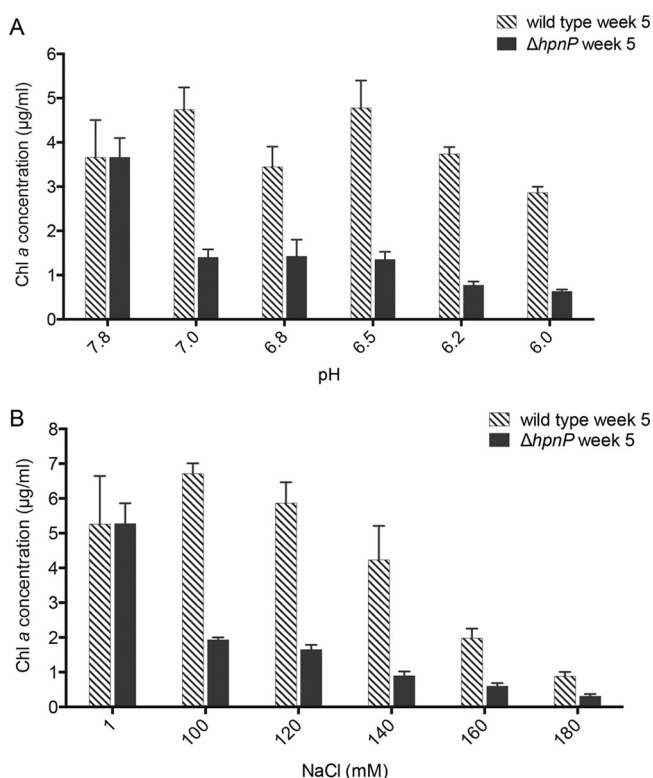 A
wild type week 5
ΔhpnP week 5
Chl a concentration (µg/ml)
6
5
4
3
2
1
0
7.8 7.0 6.8 6.5 6.2 6.0
pH
B
wild type week 5
ΔhpnP week 5
Chl a concentration (µg/ml)
8
7
6
5
4
3
2
1
0
1 100 120 140 160 180
NaCl (mM)